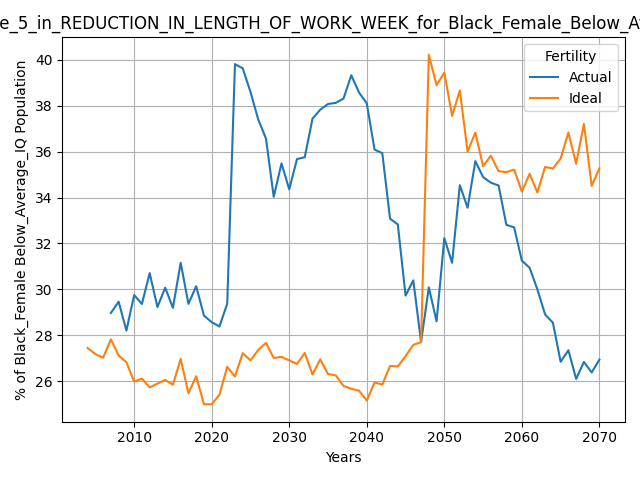 e_5_in_REDUCTION_IN_LENGTH_OF_WORK_WEEK_for_Black_Female_Below_A
% of Black_Female Below_Average_IQ Population
40
38
36
34
32
30
28
26
Fertility
Actual
Ideal
2010 2020 2030 2040 2050 2060 2070
Years